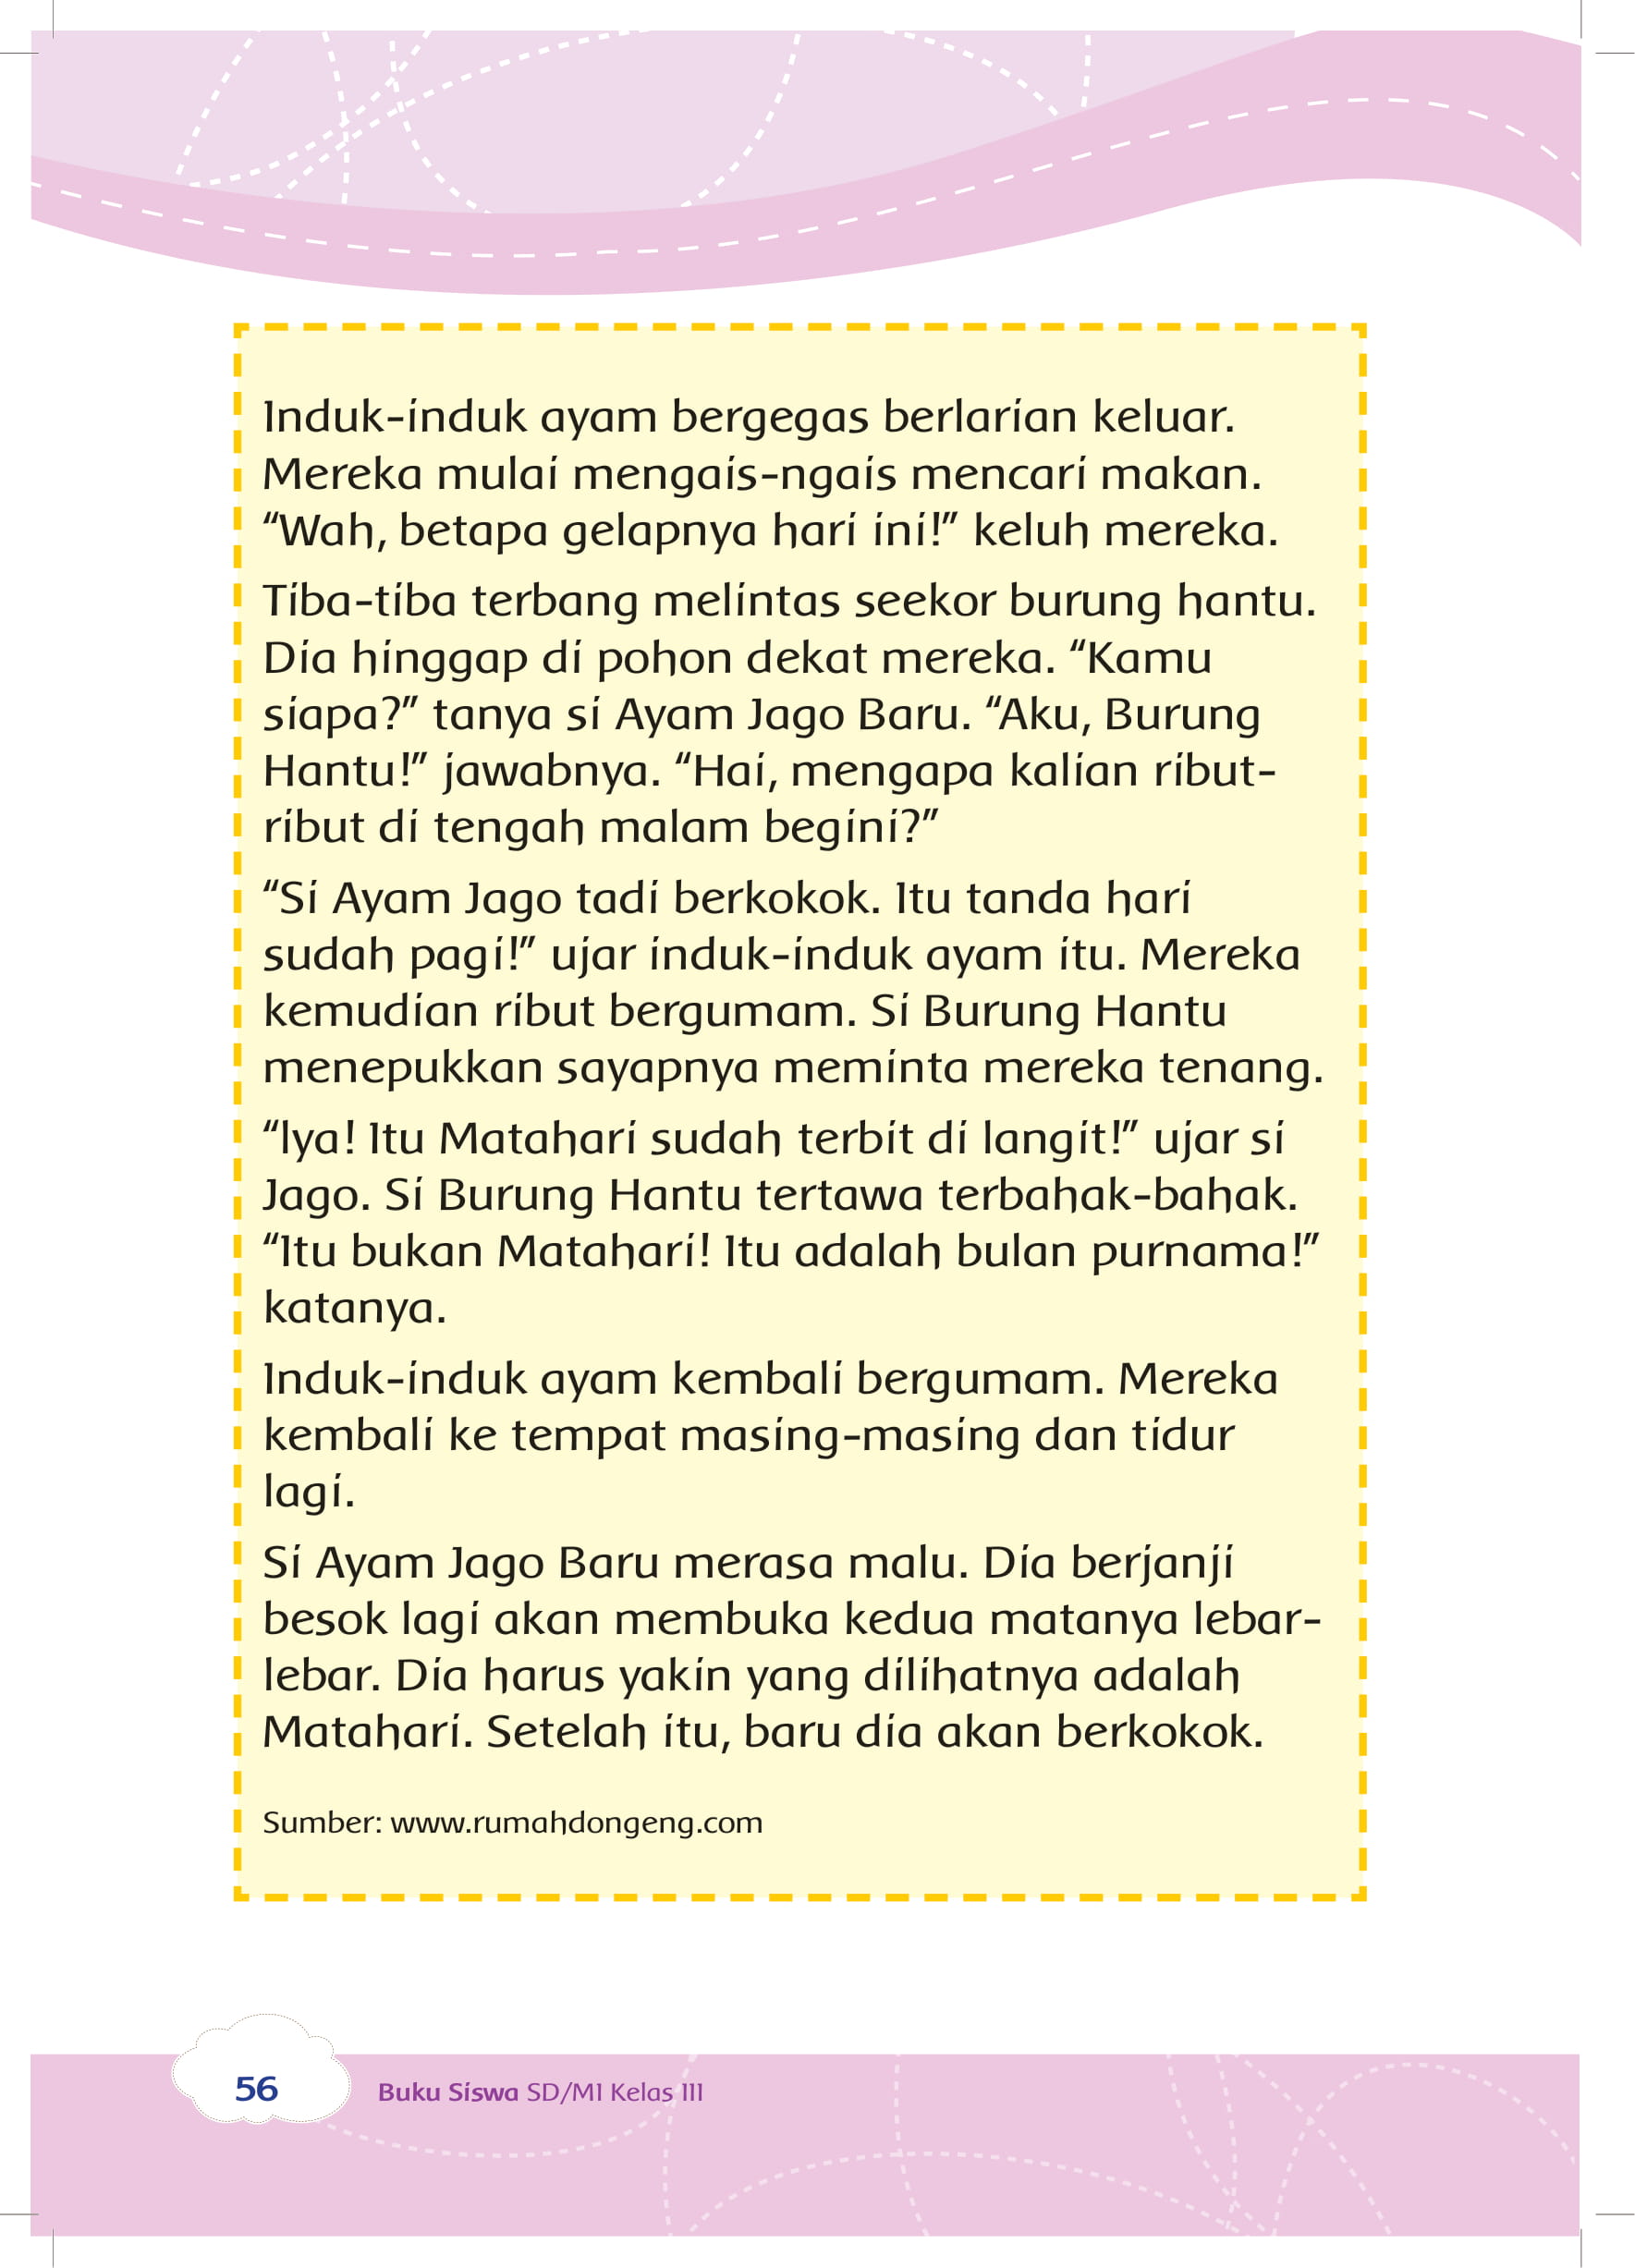 Induk-induk ayam bergegas berlarian keluar.
Mereka mulai mengais-ngais mencari makan.
“Wah, betapa gelapnya hari ini!” keluh mereka.
Tiba-tiba terbang melintas seekor burung hantu.
Dia hinggap di pohon dekat mereka. “Kamu
siapa?” tanya si Ayam Jago Baru. “Aku, Burung
Hantu!” jawabnya. “Hai, mengapa kalian ribut-
ribut di tengah malam begini?”
“Si Ayam Jago tadi berkokok. Itu tanda hari
sudah pagi!” ujar induk-induk ayam itu. Mereka
kemudian ribut bergumam. Si Burung Hantu
menepukkan sayapnya meminta mereka tenang.
“lya! Itu Matahari sudah terbit di langit!” ujar si
Jago. Si Burung Hantu tertawa terbahak-bahak.
“Itu bukan Matahari! Itu adalah bulan purnama!”
katanya.
Induk-induk ayam kembali bergumam. Mereka
kembali ke tempat masing-masing dan tidur
lagi.
Si Ayam Jago Baru merasa malu. Dia berjanji
besok lagi akan membuka kedua matanya lebar-
lebar. Dia harus yakin yang dilihatnya adalah
Matahari. Setelah itu, baru dia akan berkokok.
Sumber: www.rumahdongeng.com
56
Buku Siswa SD/MI Kelas III